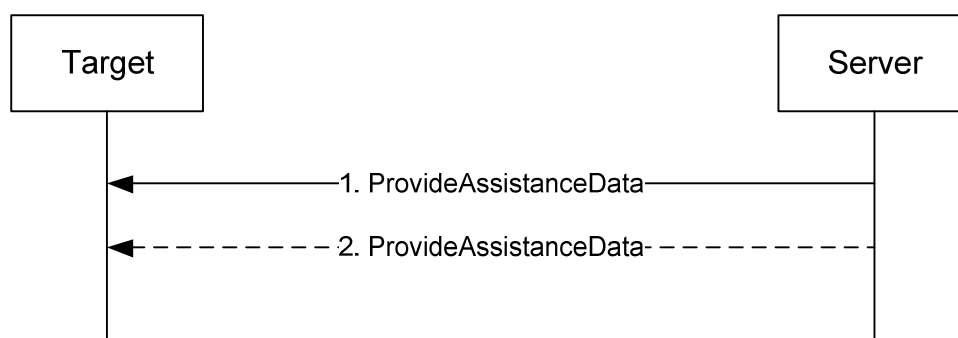 Target
Server
1. ProvideAssistanceData
2. ProvideAssistanceData